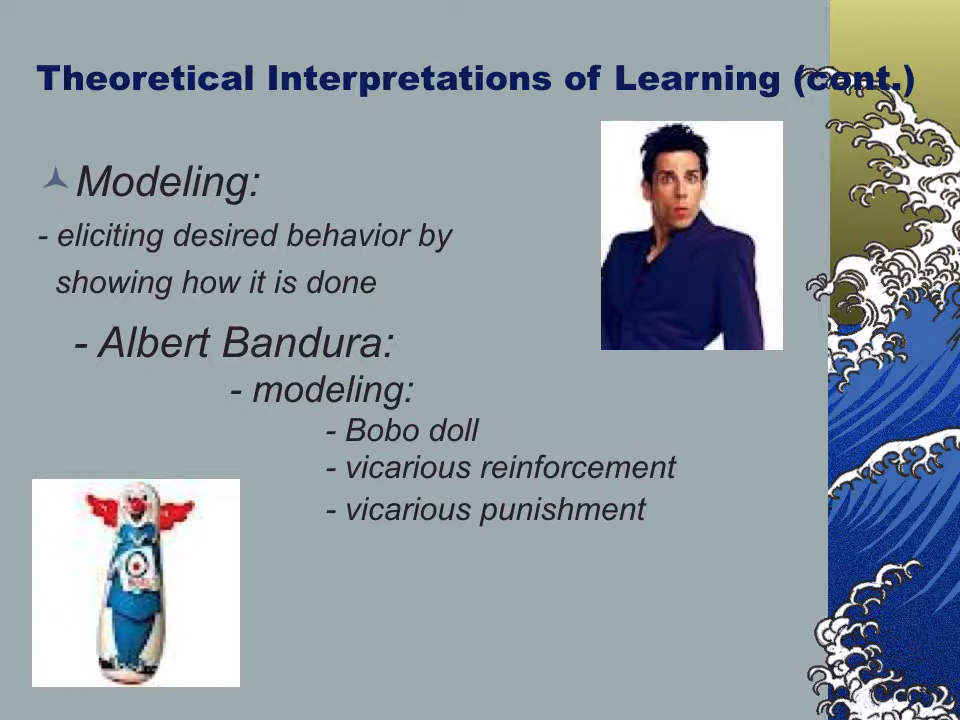 Theoretical Interpretations of Learning (cont.)
Modeling:
- eliciting desired behavior by
showing how it is done
- Albert Bandura:
- modeling:
- Bobo doll
- vicarious reinforcement
- vicarious punishment